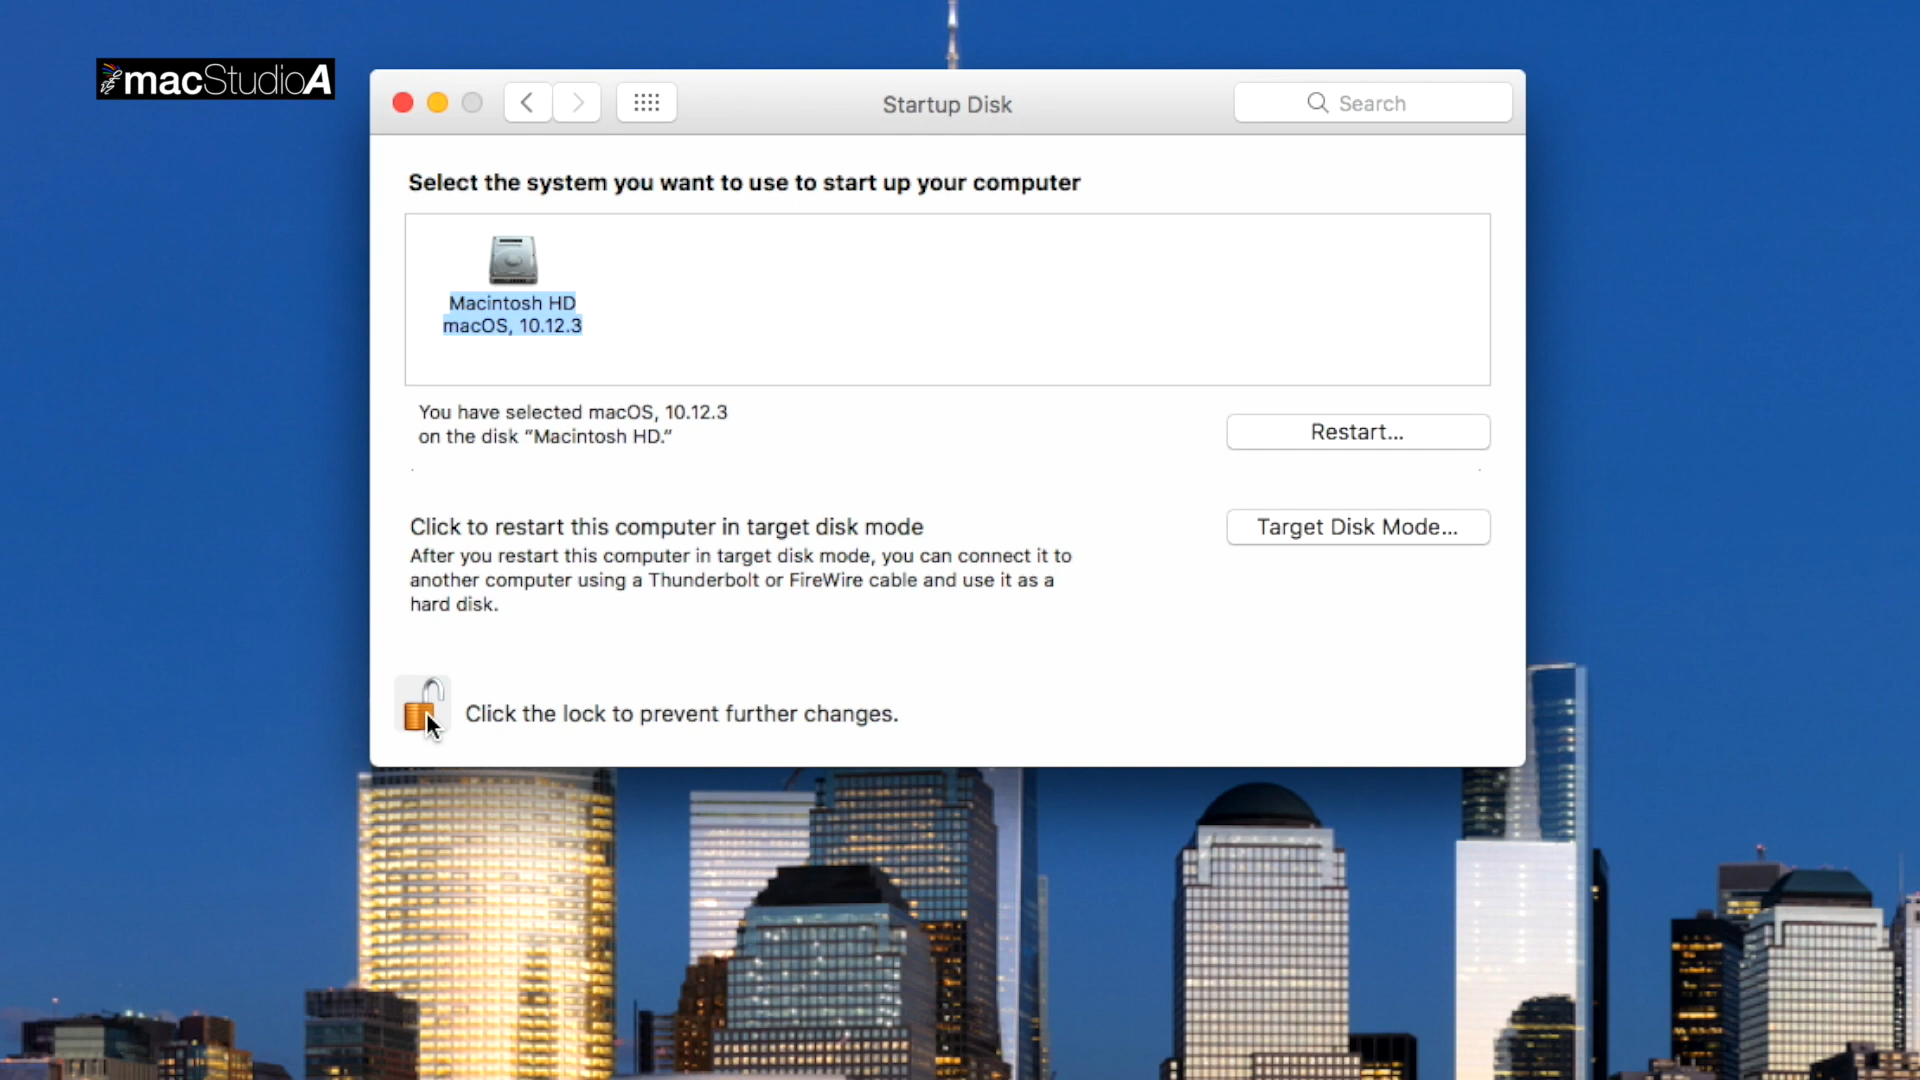 macStudioA
Startup Disk
Search
Select the system you want to use to start up your computer
Macintosh HD
macOS, 10.12.3
You have selected macOS, 10.12.3
on the disk “Macintosh HD.”
Restart...
Click to restart this computer in target disk mode
Target Disk Mode...
After you restart this computer in target disk mode, you can connect it to
another computer using a Thunderbolt or FireWire cable and use it as a
hard disk.
Click the lock to prevent further changes.